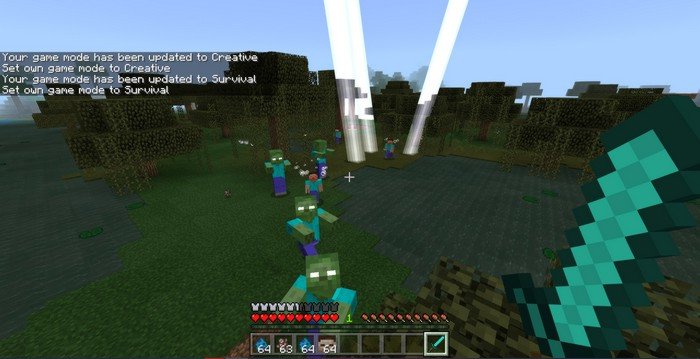 Your game mode has been updated to Creative
Set own game mode to Creative
Your game mode has been updated to Survival
Set own game mode to Survival
1
64 63 64 64